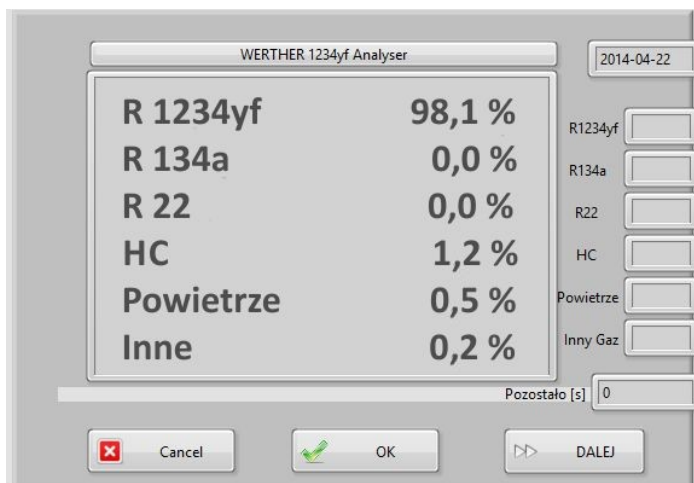 WERTHER 1234yf Analyser
2014-04-22
R 1234yf 98,1 %
R 134a 0,0 %
R 22 0,0 %
HC 1,2 %
Powietrze 0,5 %
Inne 0,2 %
R1234yf
R134a
R22
HC
Powietrze
Inny Gaz
Pozostało [s] 0
Cancel
OK
DALEJ